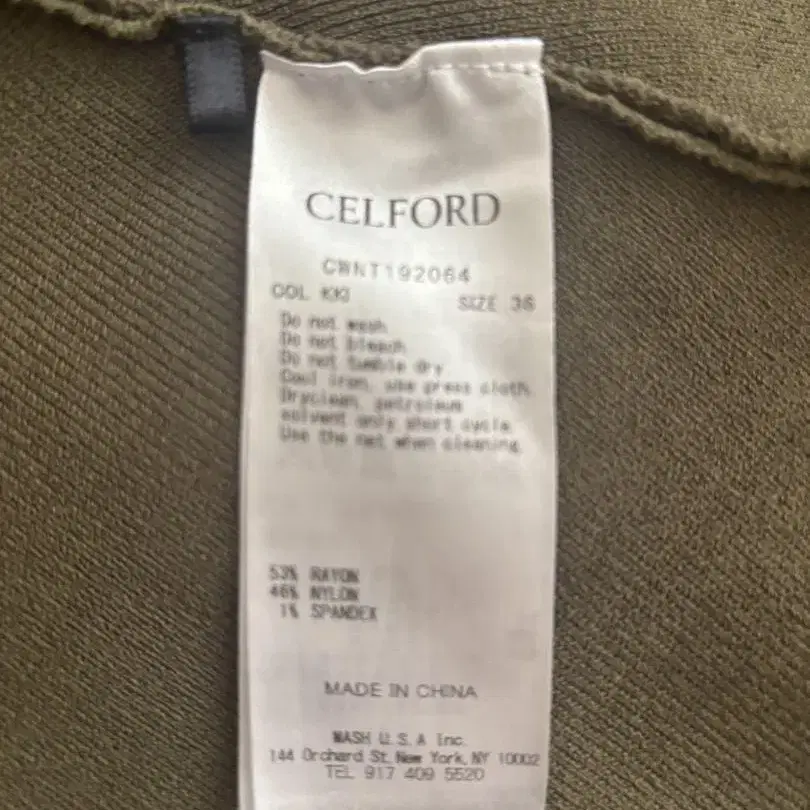 CELFORD
CWNT192064
COL KKI SIZE 36
Do not wash
Do not bleach
Do not tumble dry
Cool iron, use press cloth.
Dryclean, petroleum
solvent only short cycle
Use the net when cleaning
53% RAYON
46% NYLON
1% SPANDEX
MADE IN CHINA
MASH U.S.A Inc.
144 Orchard St. New York, NY 10002
TEL 917 409 5520